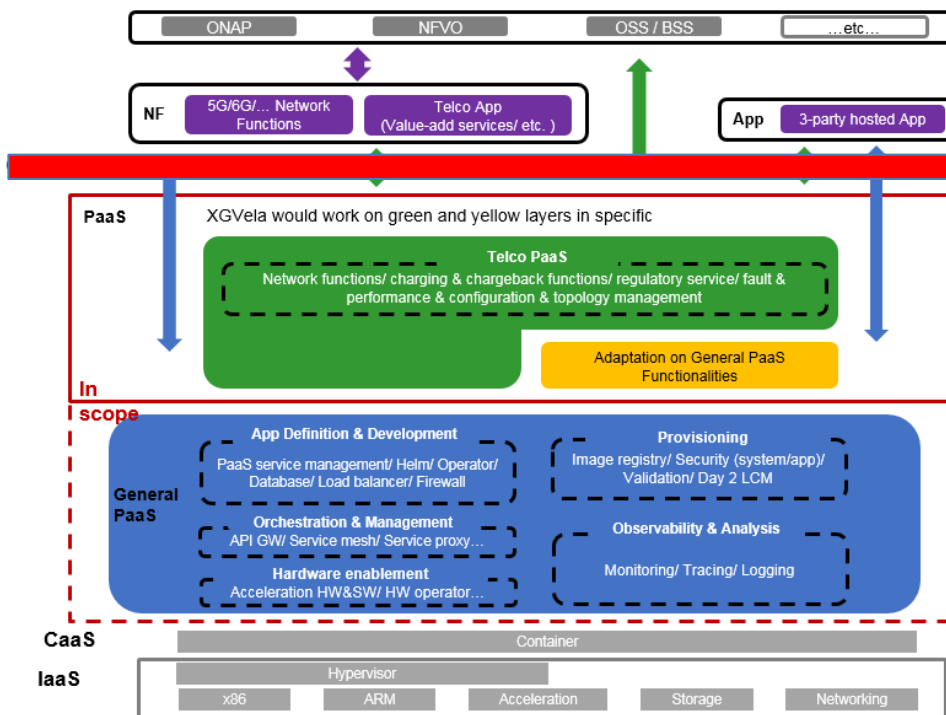 ONAP
NFVO
OSS / BSS
…etc…
NF
5G/6G/… Network
Functions
Telco App
(Value-add services/ etc. )
App
3-party hosted App
PaaS
XGVela would work on green and yellow layers in specific
Telco PaaS
Network functions/ charging & chargeback functions/ regulatory service/ fault &
performance & configuration & topology management
Adaptation on General PaaS
Functionalities
In
scope
General
PaaS
App Definition & Development
PaaS service management/ Helm/ Operator/
Database/ Load balancer/ Firewall
Orchestration & Management
API GW/ Service mesh/ Service proxy…
Hardware enablement
Acceleration HW&SW/ HW operator…
Provisioning
Image registry/ Security (system/app)/
Validation/ Day 2 LCM
Observability & Analysis
Monitoring/ Tracing/ Logging
CaaS
Container
IaaS
Hypervisor
x86
ARM
Acceleration
Storage
Networking